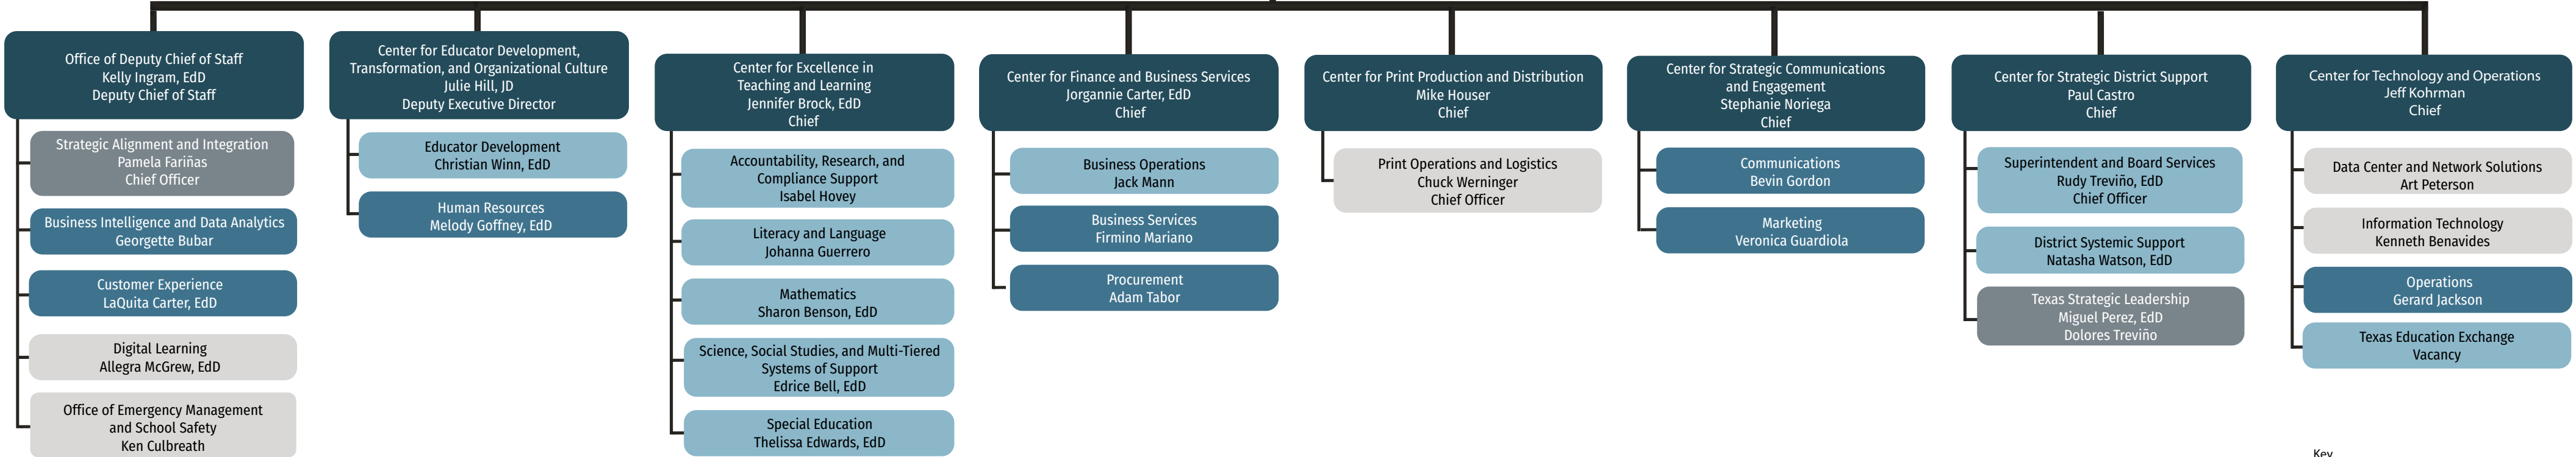 Office of Deputy Chief of Staff
Kelly Ingram, EdD
Deputy Chief of Staff
Strategic Alignment and Integration
Pamela Fariñas
Chief Officer
Business Intelligence and Data Analytics
Georgette Bubar
Customer Experience
LaQuita Carter, EdD
Digital Learning
Allegra McGrew, EdD
Office of Emergency Management
and School Safety
Ken Culbreath
Center for Educator Development,
Transformation, and Organizational Culture
Julie Hill, JD
Deputy Executive Director
Educator Development
Christian Winn, EdD
Human Resources
Melody Goffney, EdD
Center for Excellence in
Teaching and Learning
Jennifer Brock, EdD
Chief
Accountability, Research, and
Compliance Support
Isabel Hovey
Literacy and Language
Johanna Guerrero
Mathematics
Sharon Benson, EdD
Science, Social Studies, and Multi-Tiered
Systems of Support
Edrice Bell, EdD
Special Education
Thelissa Edwards, EdD
Center for Finance and Business Services
Jorgannie Carter, EdD
Chief
Business Operations
Jack Mann
Business Services
Firmino Mariano
Procurement
Adam Tabor
Center for Print Production and Distribution
Mike Houser
Chief
Print Operations and Logistics
Chuck Werninger
Chief Officer
Center for Strategic Communications
and Engagement
Stephanie Noriega
Chief
Communications
Bevin Gordon
Marketing
Veronica Guardiola
Center for Strategic District Support
Paul Castro
Chief
Superintendent and Board Services
Rudy Treviño, EdD
Chief Officer
District Systemic Support
Natasha Watson, EdD
Texas Strategic Leadership
Miguel Perez, EdD
Dolores Treviño
Center for Technology and Operations
Jeff Kohrman
Chief
Data Center and Network Solutions
Art Peterson
Information Technology
Kenneth Benavides
Operations
Gerard Jackson
Texas Education Exchange
Vacancy
Key